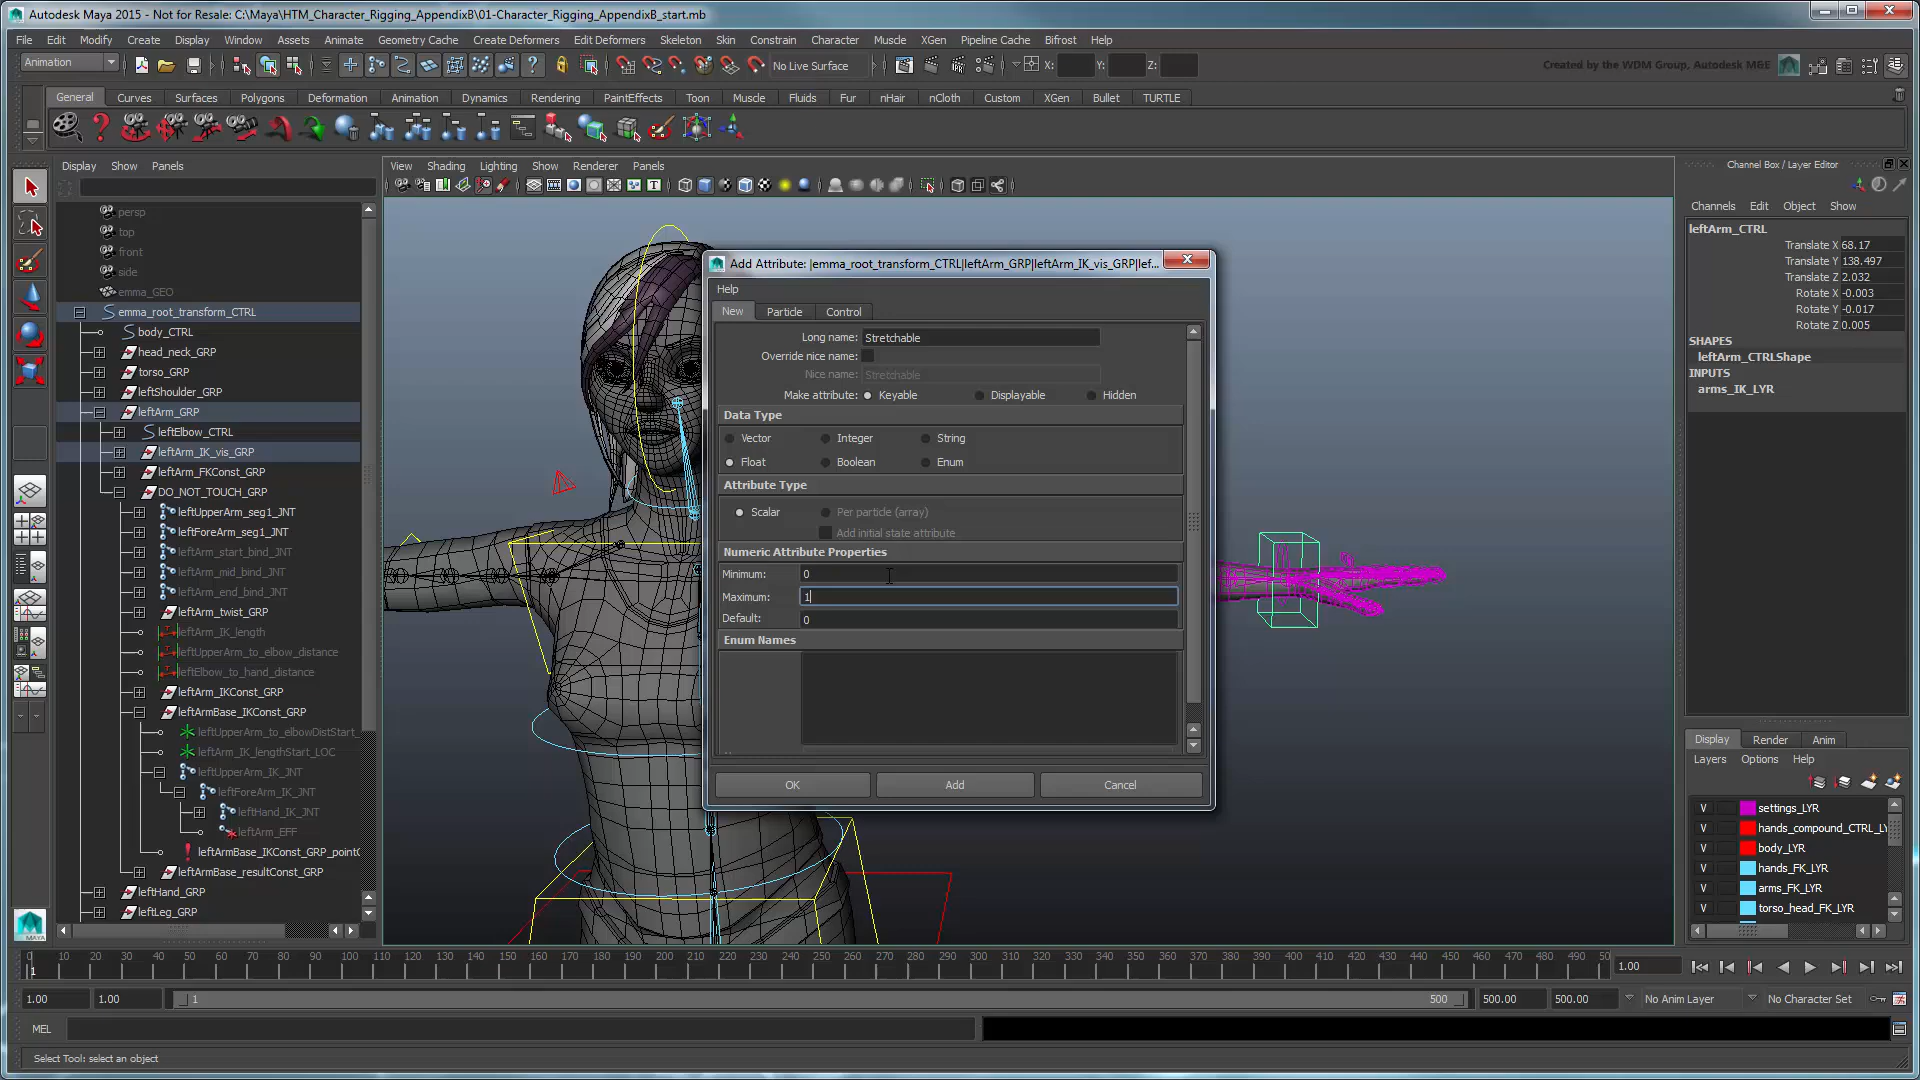 Autodesk Maya 2015 - Not for Resale: C:\Maya\HTM_Character_Rigging_AppendixB\01-Character_Rigging_AppendixB_start.mb
File Edit Modify Create Display Window Assets Animate Geometry Cache Create Deformers Edit Deformers Skeleton Skin Constrain Character Muscle XGen Pipeline Cache Bifrost Help
Animation No Live Surface X: Y: Z: Created by the WDM Group, Autodesk M&E
General Curves Surfaces Polygons Deformation Animation Dynamics Rendering PaintEffects Toon Muscle Fluids Fur nHair nCloth Custom XGen Bullet TURTLE
Display Show Panels
View Shading Lighting Show Renderer Panels
Channel Box / Layer Editor
Channels Edit Object Show
persp
top
front
side
emma_GEO
emma_root_transform_CTRL
body_CTRL
head_neck_GRP
torso_GRP
leftShoulder_GRP
leftArm_GRP
leftElbow_CTRL
leftArm_IK_vis_GRP
leftArm_FKConst_GRP
DO_NOT_TOUCH_GRP
leftUpperArm_seg1_JNT
leftForeArm_seg1_JNT
leftArm_start_bind_JNT
leftArm_mid_bind_JNT
leftArm_end_bind_JNT
leftArm_twist_GRP
leftArm_IK_length
leftUpperArm_to_elbow_distance
leftElbow_to_hand_distance
leftArm_IKConst_GRP
leftArmBase_IKConst_GRP
leftUpperArm_to_elbowDistStart_
leftArm_IK_lengthStart_LOC
leftUpperArm_IK_JNT
leftForeArm_IK_JNT
leftHand_IK_JNT
leftArm_EFF
leftArmBase_IKConst_GRP_pointC
leftArmBase_resultConst_GRP
leftHand_GRP
leftLeg_GRP
Add Attribute: |emma_root_transform_CTRL|leftArm_GRP|leftArm_IK_vis_GRP|lef...
Help
New Particle Control
Long name: Stretchable
Override nice name:
Nice name: Stretchable
Make attribute: Keyable Displayable Hidden
Data Type
Vector Integer String
Float Boolean Enum
Attribute Type
Scalar Per particle (array)
Add initial state attribute
Numeric Attribute Properties
Minimum: 0
Maximum: 1
Default: 0
Enum Names
OK Add Cancel
leftArm_CTRL
Translate X 68.17
Translate Y 138.497
Translate Z 2.032
Rotate X -0.003
Rotate Y -0.017
Rotate Z 0.005
SHAPES
leftArm_CTRLShape
INPUTS
arms_IK_LYR
Display Render Anim
Layers Options Help
V settings_LYR
V hands_compound_CTRL_LY
V body_LYR
V hands_FK_LYR
V arms_FK_LYR
V torso_head_FK_LYR
MAYA
0 10 20 30 40 50 60 70 80 90 100 110 120 130 140 150 160 170 180 190 200 210 220 230 240 250 260 270 280 290 300 310 320 330 340 350 360 370 380 390 400 410 420 430 440 450 460 470 480 490 50
1 1.00
1.00 1.00 1 500 500.00 500.00 No Anim Layer No Character Set
MEL
Select Tool: select an object